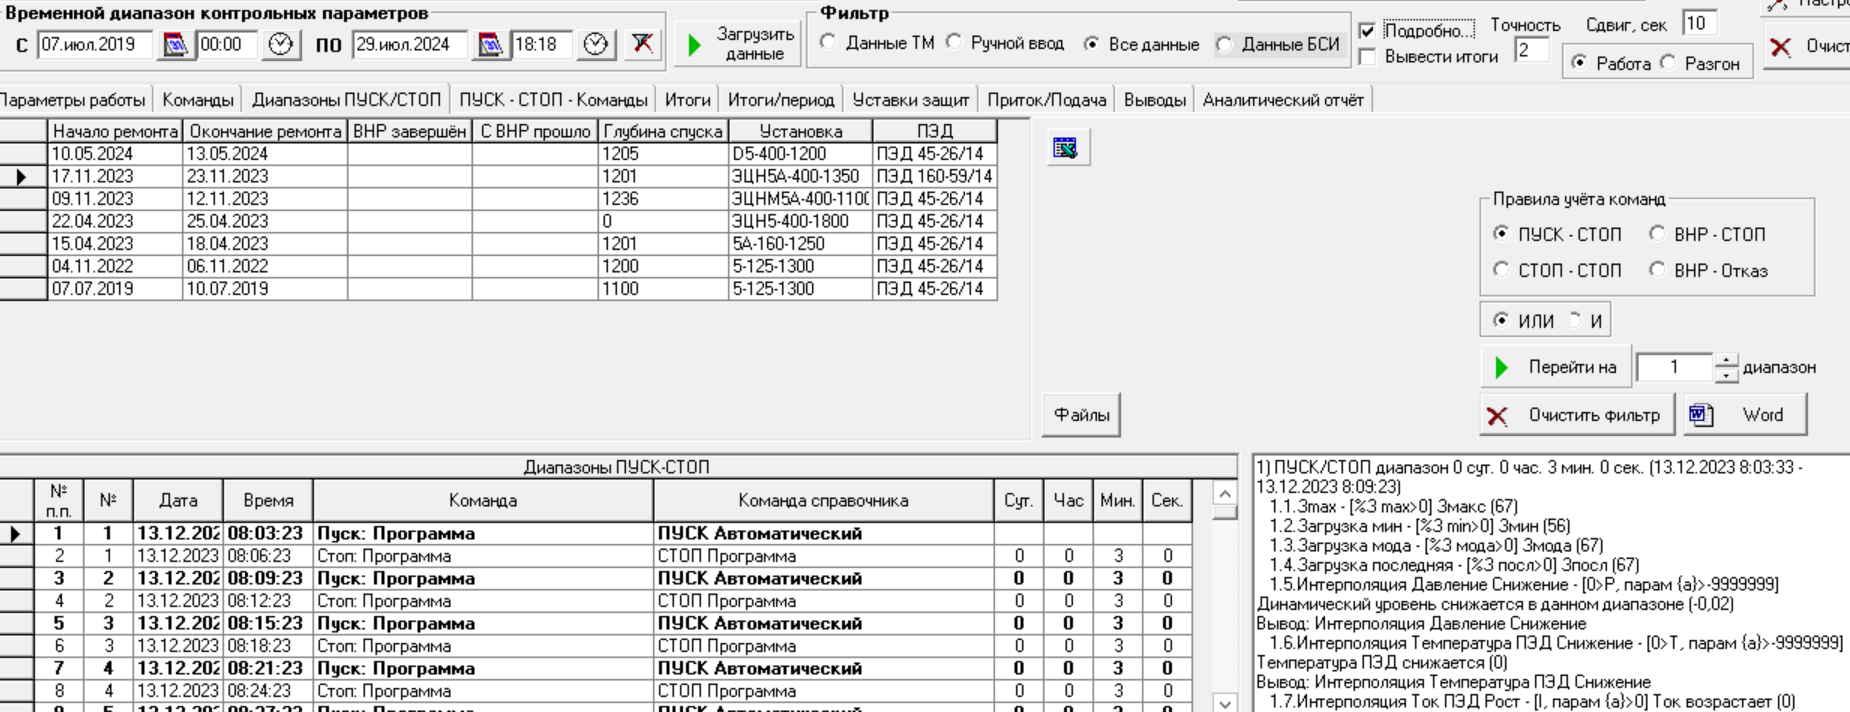 Временной диапазон контрольных параметров
С 07.июл.2019 00:00 ПО 29.июл.2024 18:18
Загрузить данные
Фильтр
Данные ТМ Ручной ввод Все данные Данные БСИ
Подробно...
Вывести итоги
Точность
2
Сдвиг, сек 10
Работа Разгон
Параметры работы Команды Диапазоны ПУСК/СТОП ПУСК - СТОП - Команды Итоги Итоги/период Уставки защит Приток/Подача Выводы Аналитический отчёт
Начало ремонта Окончание ремонта ВНР завершён С ВНР прошло Глубина спуска Установка ПЭД
10.05.2024 13.05.2024 1205 D5-400-1200 ПЭД 45-26/14
17.11.2023 23.11.2023 1201 ЭЦН5А-400-1350 ПЭД 160-59/14
09.11.2023 12.11.2023 1236 ЭЦНМ5А-400-1100 ПЭД 45-26/14
22.04.2023 25.04.2023 0 ЭЦН5-400-1800 ПЭД 45-26/14
15.04.2023 18.04.2023 1201 5А-160-1250 ПЭД 45-26/14
04.11.2022 06.11.2022 1200 5-125-1300 ПЭД 45-26/14
07.07.2019 10.07.2019 1100 5-125-1300 ПЭД 45-26/14
Правила учёта команд
ПУСК - СТОП ВНР - СТОП
СТОП - СТОП ВНР - Отказ
ИЛИ И
Перейти на 1 диапазон
Файлы
Очистить фильтр Word
Диапазоны ПУСК-СТОП
№ п.п. № Дата Время Команда Команда справочника Сут. Час Мин. Сек.
1 1 13.12.202 08:03:23 Пуск: Программа ПУСК Автоматический
2 1 13.12.2023 08:06:23 Стоп: Программа СТОП Программа 0 0 3 0
3 2 13.12.202 08:09:23 Пуск: Программа ПУСК Автоматический 0 0 3 0
4 2 13.12.2023 08:12:23 Стоп: Программа СТОП Программа 0 0 3 0
5 3 13.12.202 08:15:23 Пуск: Программа ПУСК Автоматический 0 0 3 0
6 3 13.12.2023 08:18:23 Стоп: Программа СТОП Программа 0 0 3 0
7 4 13.12.202 08:21:23 Пуск: Программа ПУСК Автоматический 0 0 3 0
8 4 13.12.2023 08:24:23 Стоп: Программа СТОП Программа 0 0 3 0
1) ПУСК/СТОП диапазон 0 сут. 0 час. 3 мин. 0 сек. (13.12.2023 8:03:33 -
13.12.2023 8:09:23)
1.1.Зmax - [%З max>0] Змакс (67)
1.2.Загрузка мин - [%З min>0] Змин (56)
1.3.Загрузка мода - [%З мода>0] Змода (67)
1.4.Загрузка последняя - [%З посл>0] Зпосл (67)
1.5.Интерполяция Давление Снижение - [0>P, парам {a}>-9999999]
Динамический уровень снижается в данном диапазоне (-0,02)
Вывод: Интерполяция Давление Снижение
1.6.Интерполяция Температура ПЭД Снижение - [0>T, парам {a}>-9999999]
Температура ПЭД снижается (0)
Вывод: Интерполяция Температура ПЭД Снижение
1.7.Интерполяция Ток ПЭД Рост - [I, парам {a}>0] Ток возрастает (0)